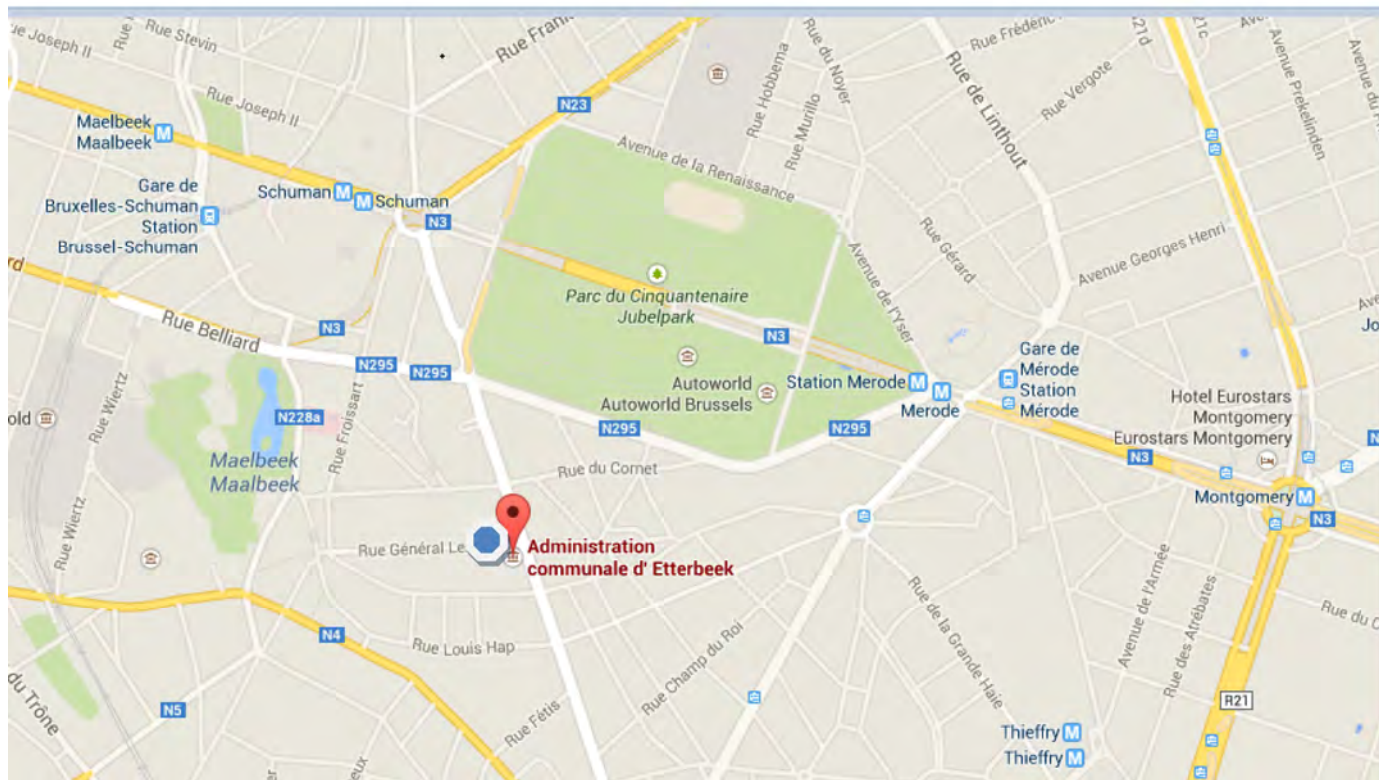 Rue Joseph II
Rue Stevin
Rue Joseph II
Maelbeek
Maalbeek
Gare de
Bruxelles-Schuman
Station
Brussel-Schuman
Schuman
Schuman
N3
N23
Rue Hobbema
Rue Murillo
Rue du Noyer
Rue de Linthout
Rue Vergote
Avenue Prekelinden
Avenue de la Renaissance
Avenue de l'Yser
Rue Gérard
Avenue Georges Henri
Parc du Cinquantenaire
Jubelpark
N3
Autoworld
Autoworld Brussels
Station Merode
Merode
Gare de
Mérode
Station
Mérode
Hotel Eurostars
Montgomery
Eurostars Montgomery
Montgomery
N3
N3
Rue Belliard
N3
N295
N295
N295
N295
N228a
Rue Froissart
Rue Wiertz
Rue Wiertz
Maelbeek
Maalbeek
Rue du Cornet
Rue Général Le
Administration
communale d' Etterbeek
N4
Rue Louis Hap
Rue Champ du Roi
Rue de la Grande Haie
Avenue de l'Armée
Rue des Atrébates
R21
Rue Fétis
N5
du Trône
Thieffry
Thieffry